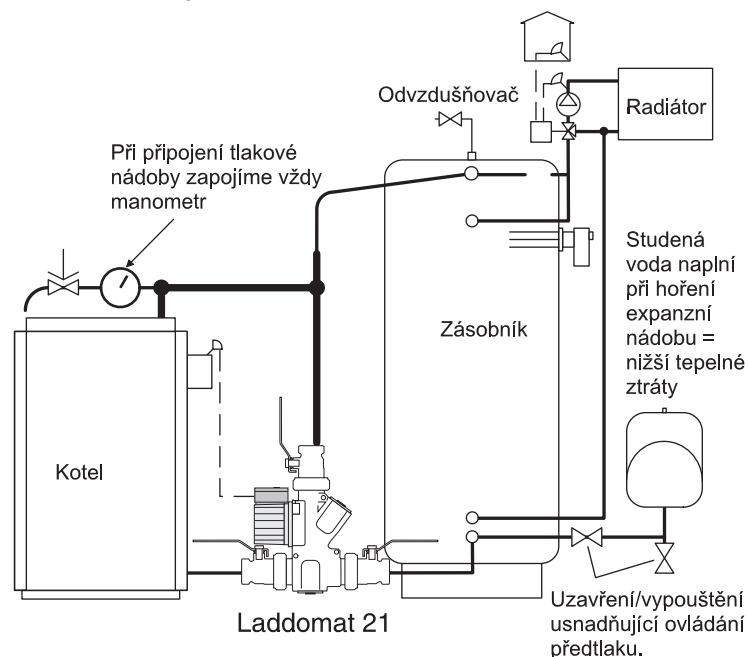 Odvzdušňovač
Radiátor
Při připojení tlakové
nádoby zapojíme vždy
manometr
Studená
voda naplní
při hoření
expanzní
nádobu =
nižší tepelné
ztráty
Zásobník
Kotel
Laddomat 21
Uzavření/vypouštění
usnadňující ovládání
předtlaku.